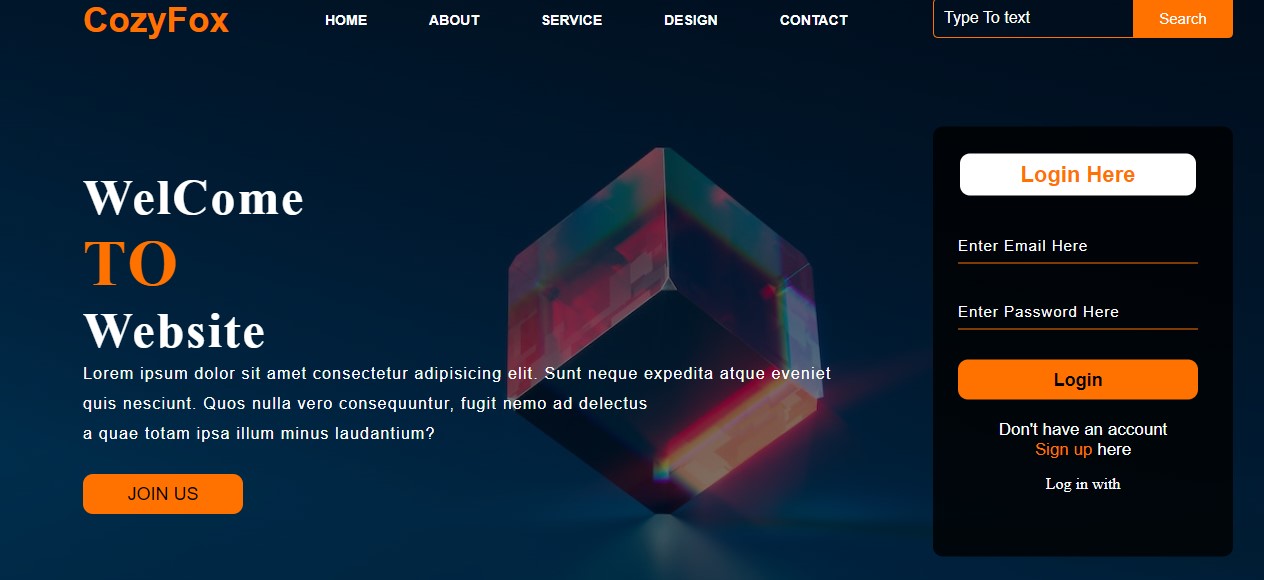 CozyFox
HOME ABOUT SERVICE DESIGN CONTACT
Type To text Search
WelCome
TO
Website
Lorem ipsum dolor sit amet consectetur adipisicing elit. Sunt neque expedita atque eveniet
quis nesciunt. Quos nulla vero consequuntur, fugit nemo ad delectus
a quae totam ipsa illum minus laudantium?
JOIN US
Login Here
Enter Email Here
Enter Password Here
Login
Don't have an account
Sign up here
Log in with